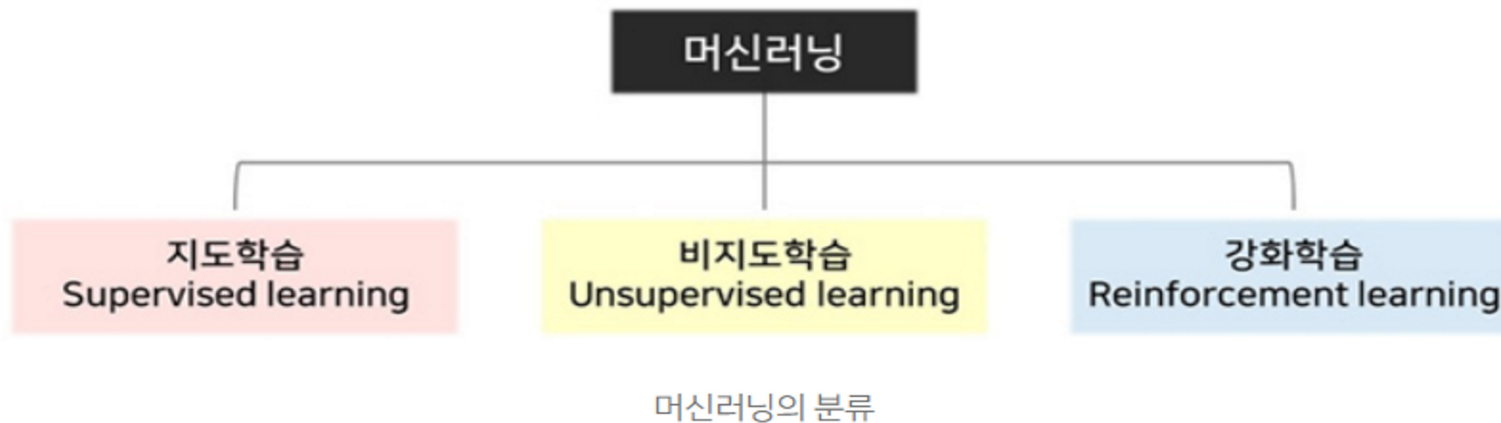 머신러닝
지도학습
Supervised learning
비지도학습
Unsupervised learning
강화학습
Reinforcement learning
머신러닝의 분류